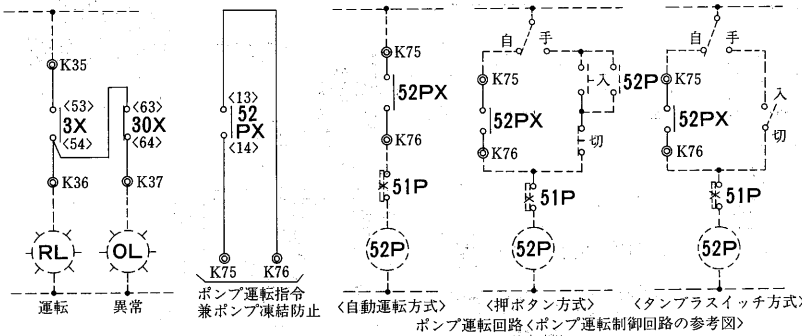 K35
〈53〉
3X
〈54〉
K36
RL
運転
〈63〉
30X
〈64〉
K37
OL
異常
〈13〉
52
PX
〈14〉
K75
K76
ポンプ運転指令
兼ポンプ凍結防止
K75
52PX
K76
51P
52P
〈自動運転方式〉
自
手
K75
52PX
K76
入
52P
切
51P
52P
〈押ボタン方式〉
自
手
K75
52PX
K76
入
切
51P
52P
〈タンブラスイッチ方式〉
ポンプ運転回路〈ポンプ運転制御回路の参考図〉